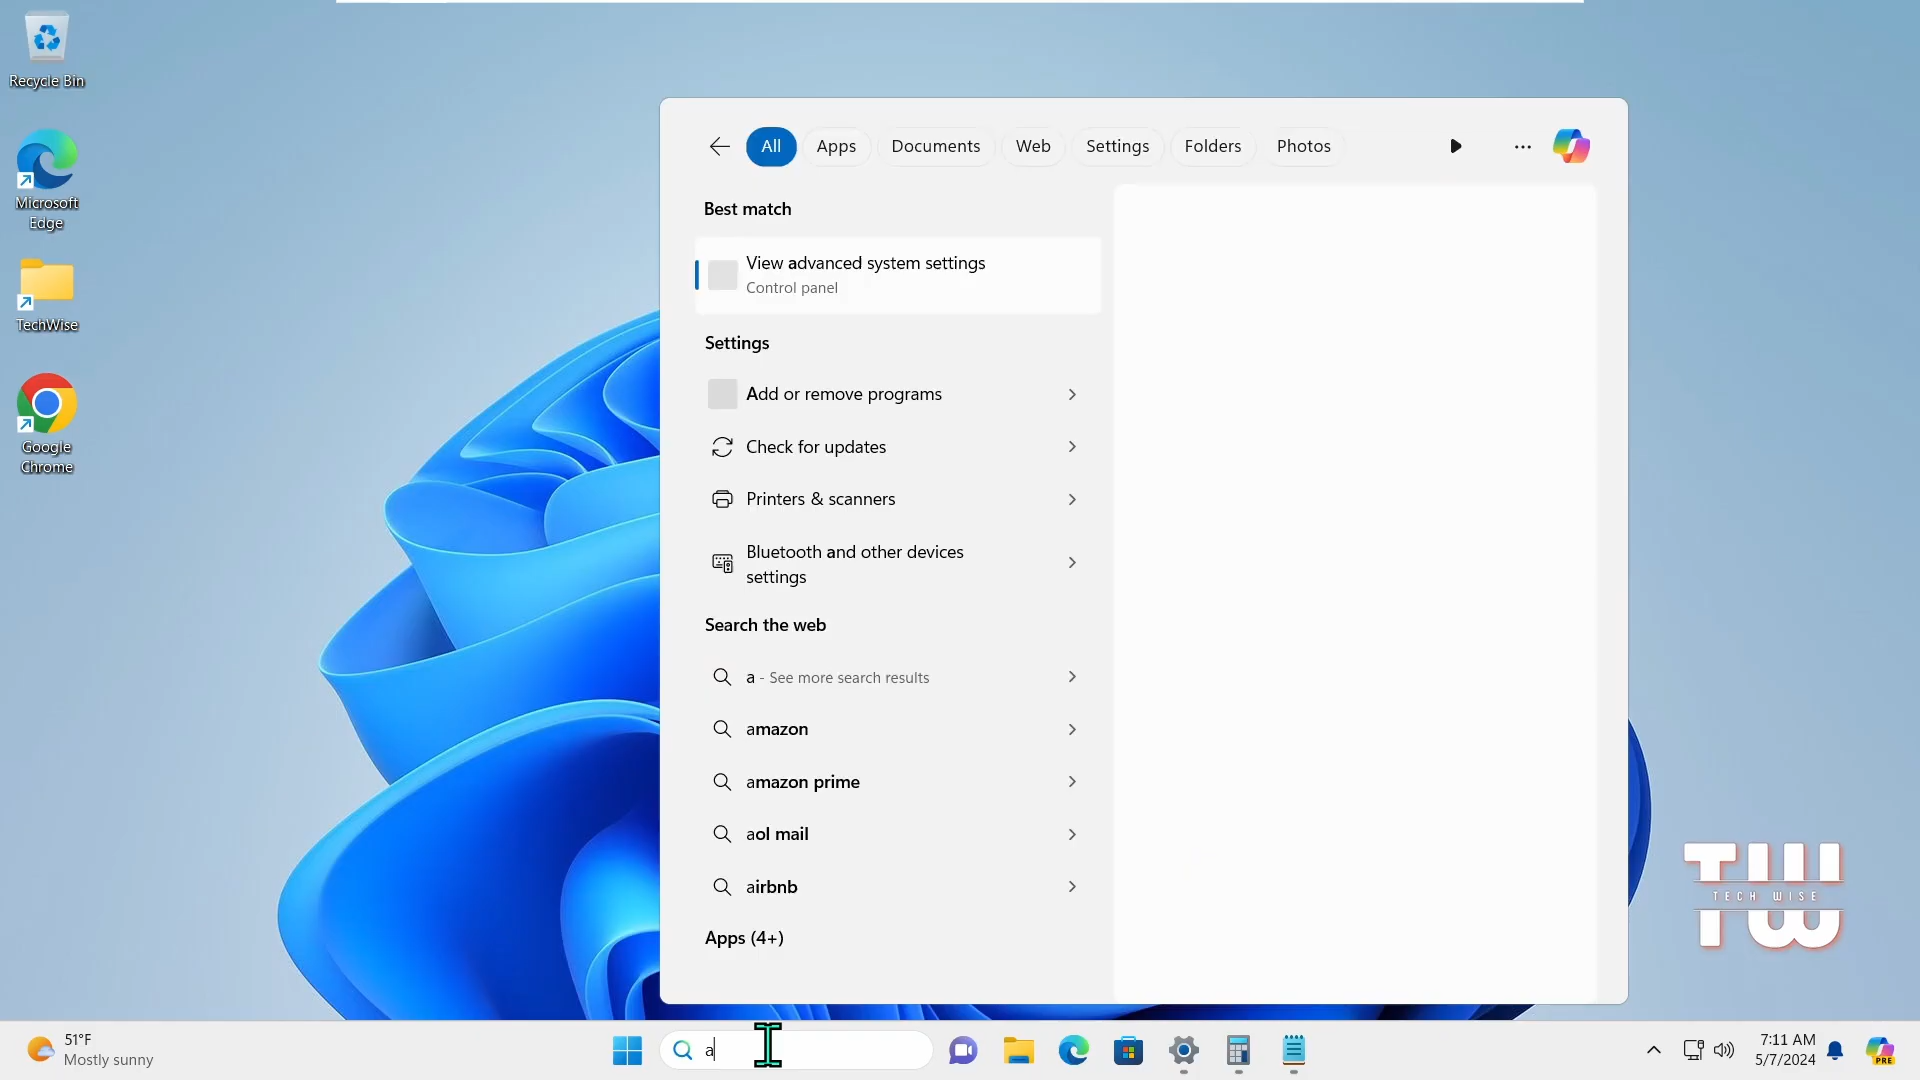 Recycle Bin
Microsoft
Edge
TechWise
Google
Chrome
All Apps Documents Web Settings Folders Photos
Best match
View advanced system settings
Control panel
Settings
Add or remove programs
Check for updates
Printers & scanners
Bluetooth and other devices
settings
Search the web
a - See more search results
amazon
amazon prime
aol mail
airbnb
Apps (4+)
TW
TECH WISE
TW
51°F
Mostly sunny
a
7:11 AM
5/7/2024
PRE